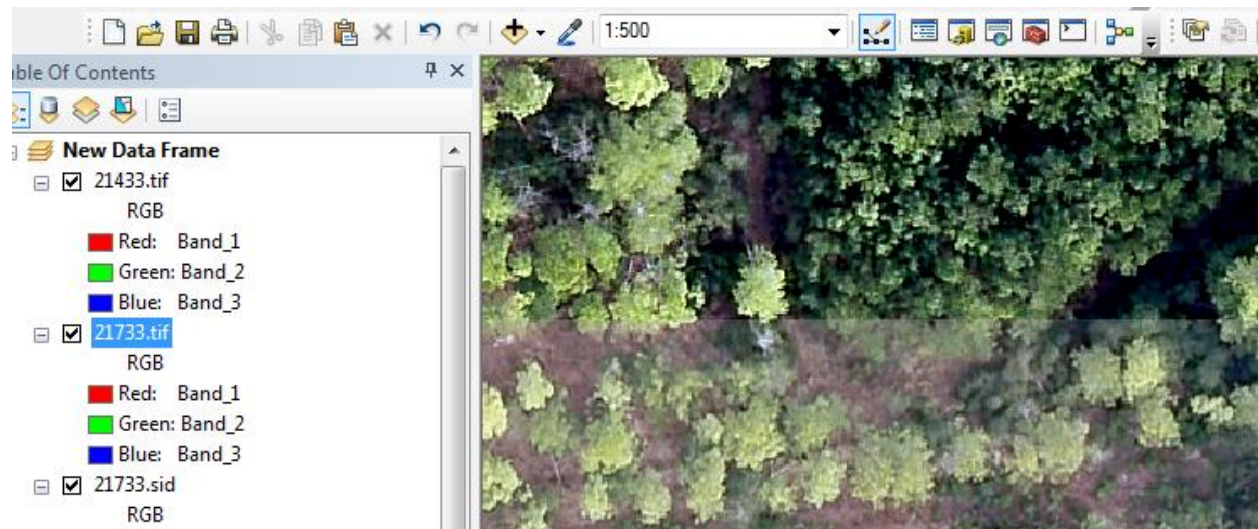 1:500
ble Of Contents
New Data Frame
21433.tif
RGB
Red: Band_1
Green: Band_2
Blue: Band_3
21733.tif
RGB
Red: Band_1
Green: Band_2
Blue: Band_3
21733.sid
RGB